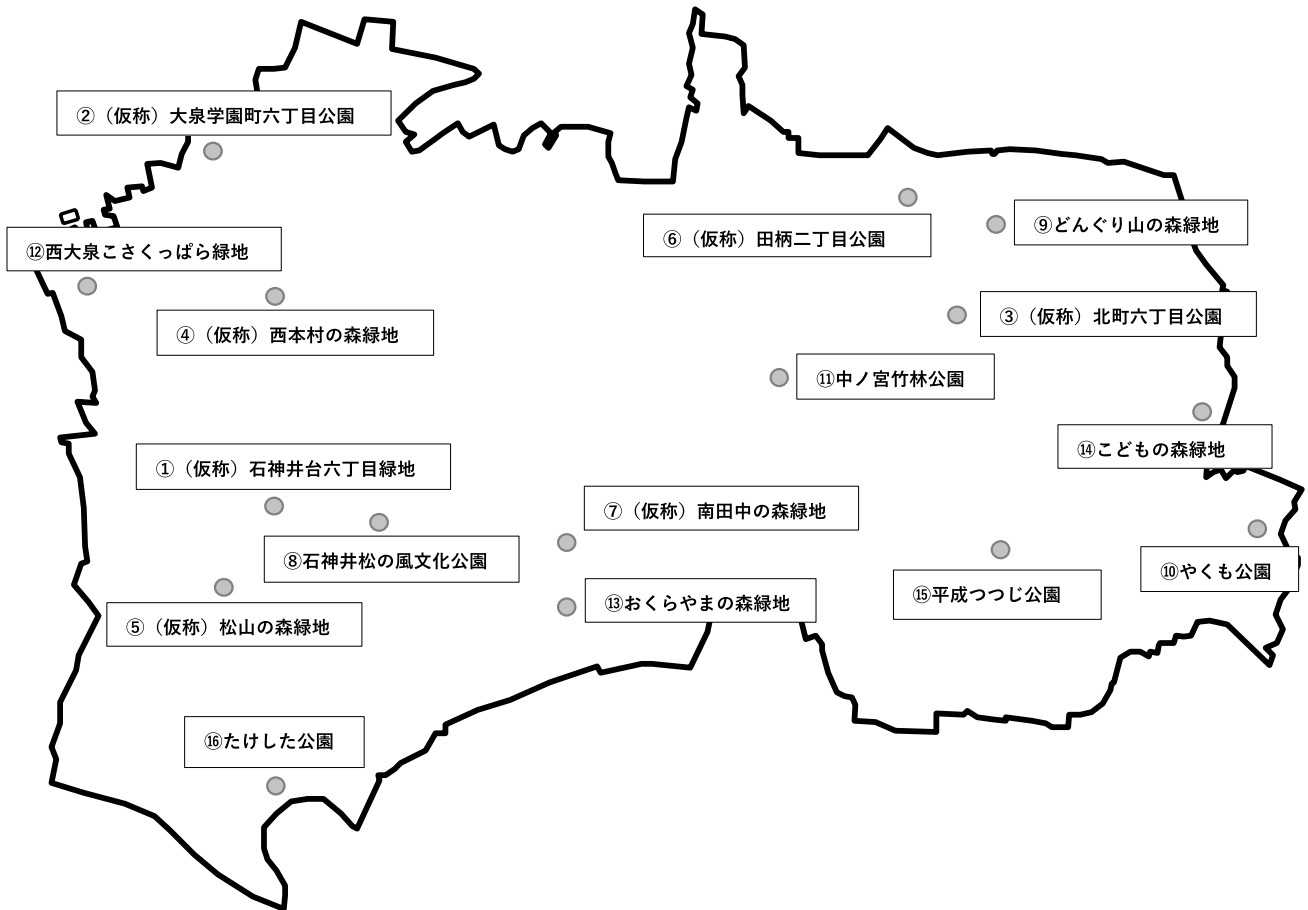 ②（仮称）大泉学園町六丁目公園
⑥（仮称）田柄二丁目公園
⑨どんぐり山の森緑地
⑫西大泉こさくっぱら緑地
④（仮称）西本村の森緑地
③（仮称）北町六丁目公園
⑪中ノ宮竹林公園
⑭こどもの森緑地
①（仮称）石神井台六丁目緑地
⑦（仮称）南田中の森緑地
⑧石神井松の風文化公園
⑩やくも公園
⑮平成つつじ公園
⑬おくらやまの森緑地
⑤（仮称）松山の森緑地
⑯たけした公園